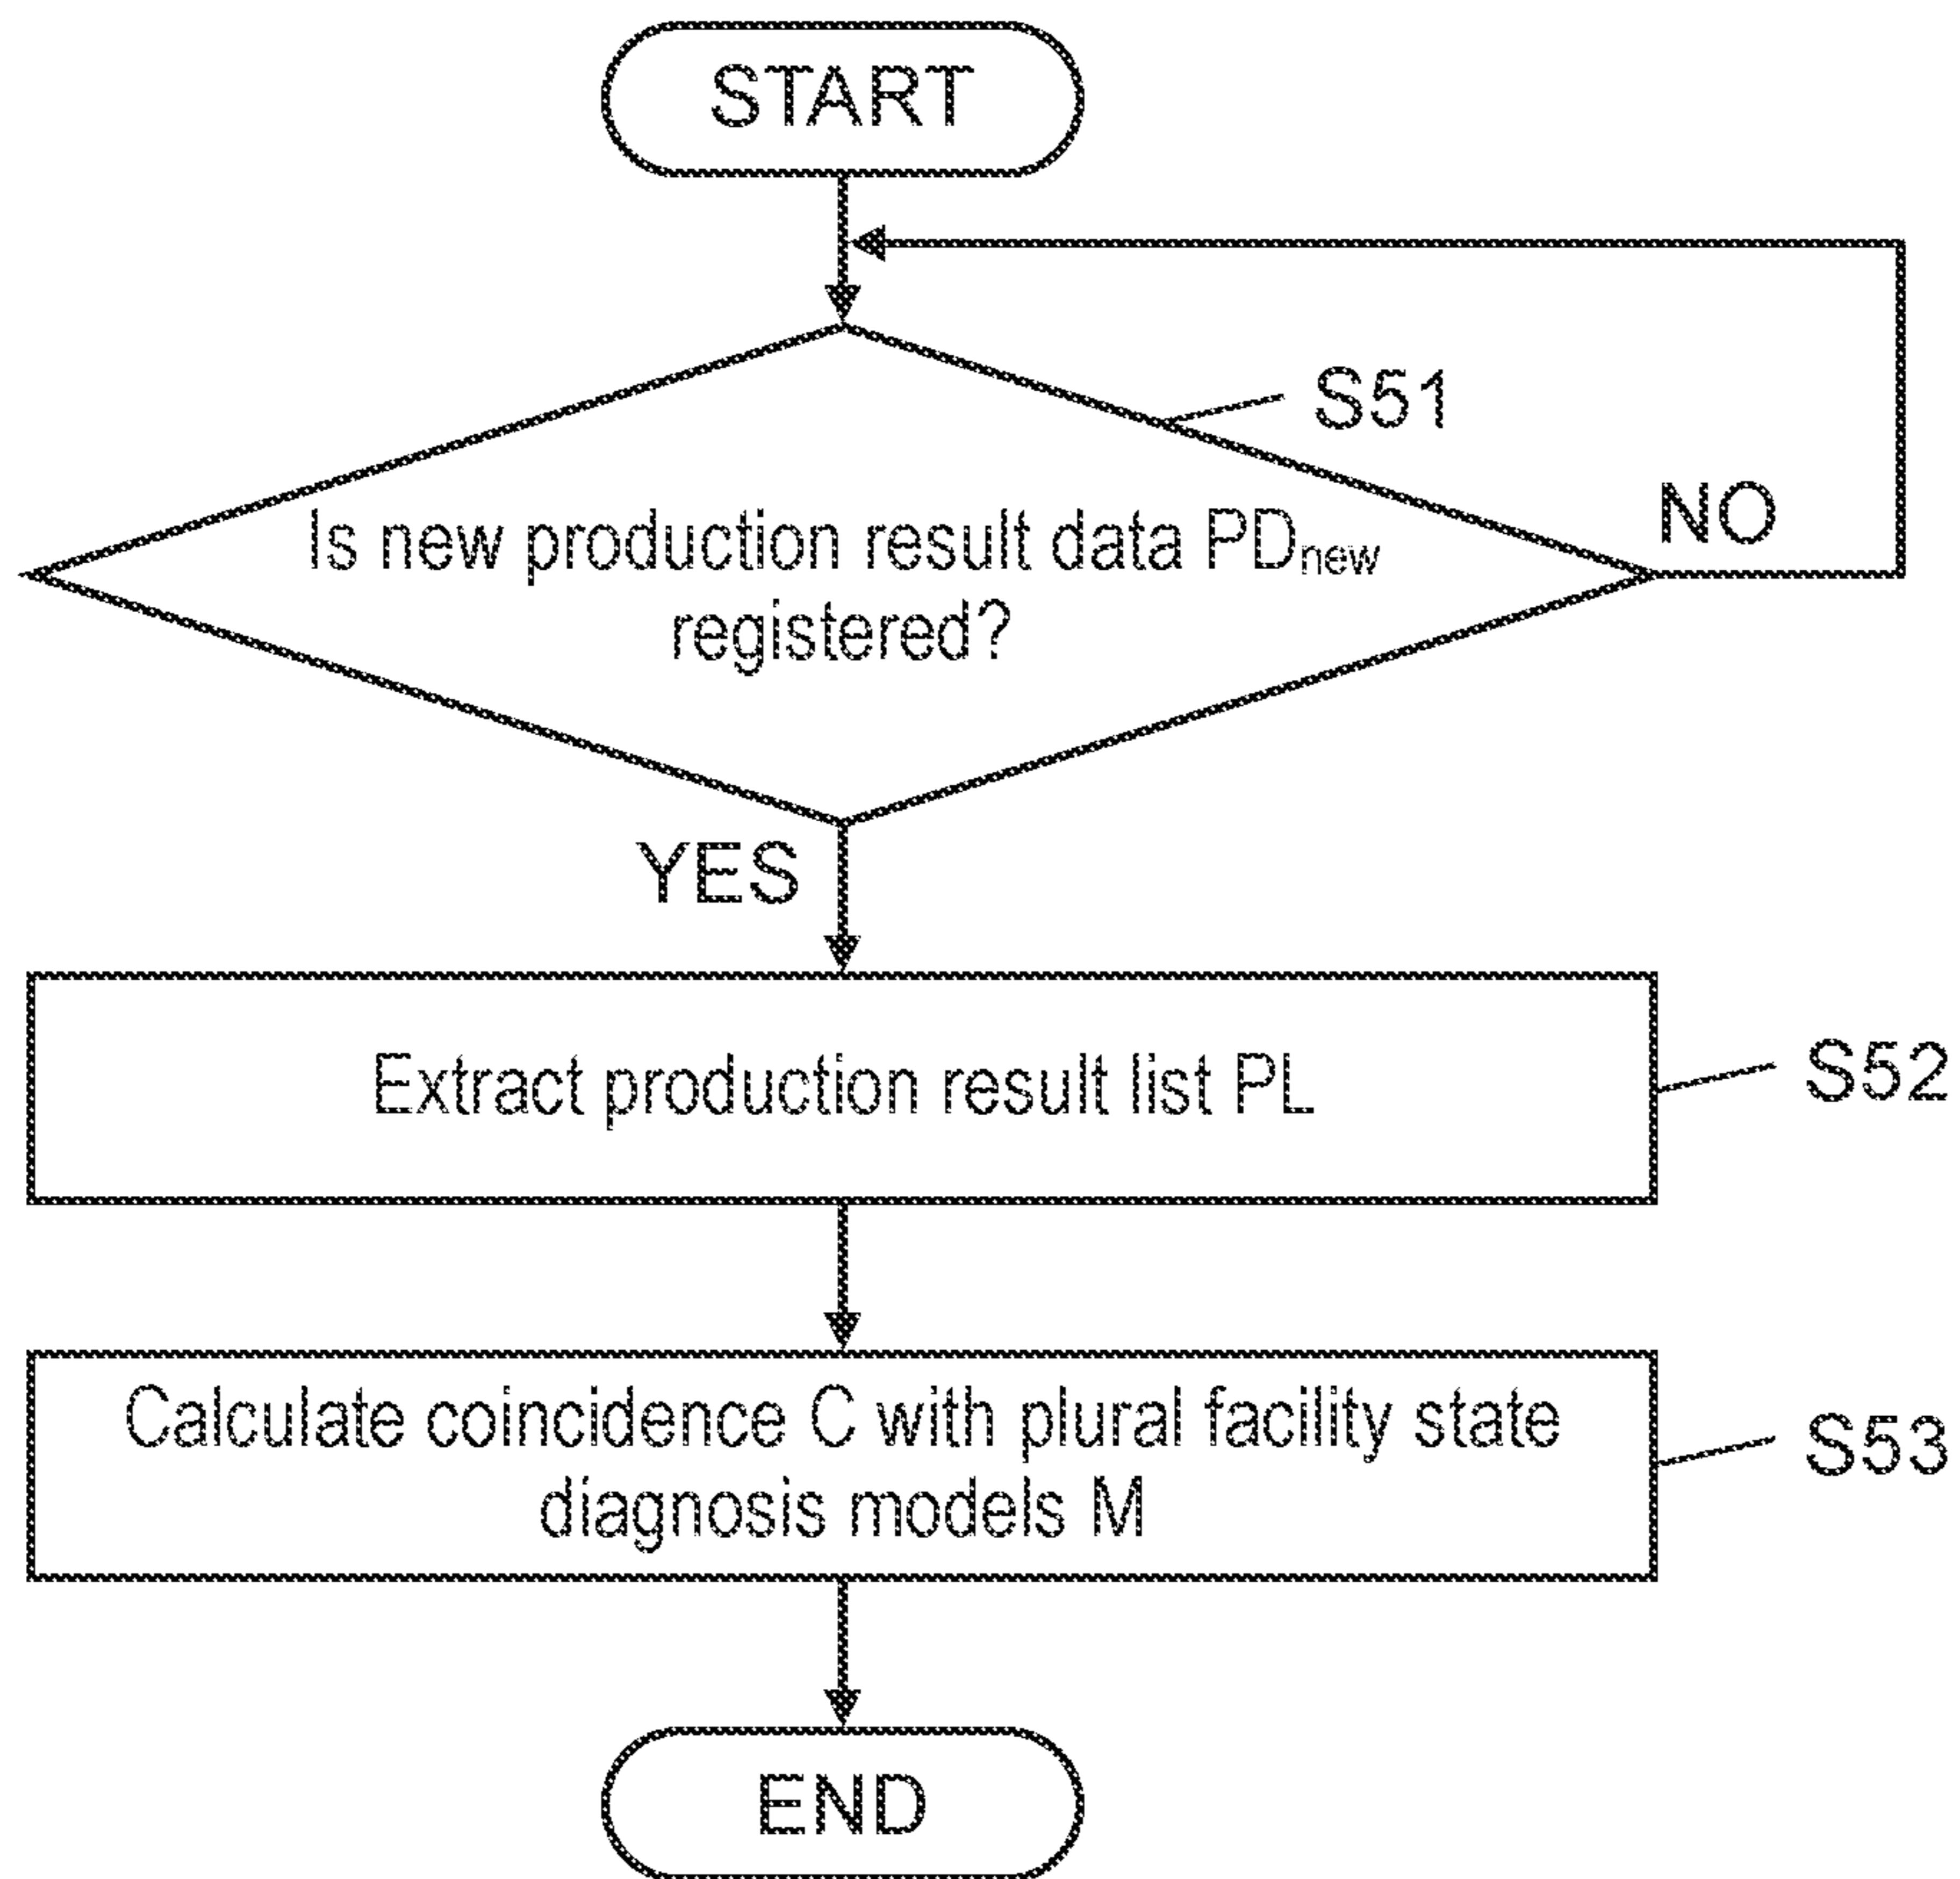 START
S51
NO
Is new production result data PDnew
registered?
YES
Extract production result list PL
S52
Calculate coincidence C with plural facility state
diagnosis models M
S53
END